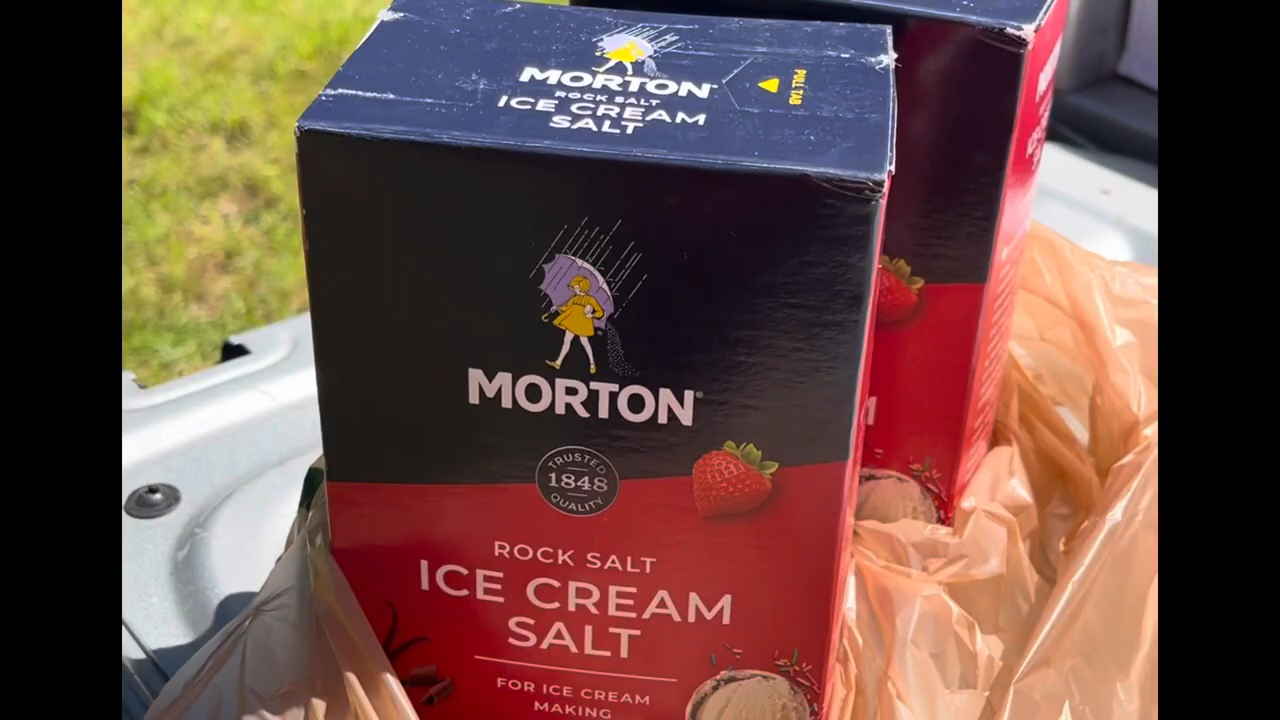 MORTON
ROCK SALT
ICE CREAM
SALT
PULL TAB
MORTON®
TRUSTED
1848
QUALITY
ROCK SALT
ICE CREAM
SALT
FOR ICE CREAM
MAKING